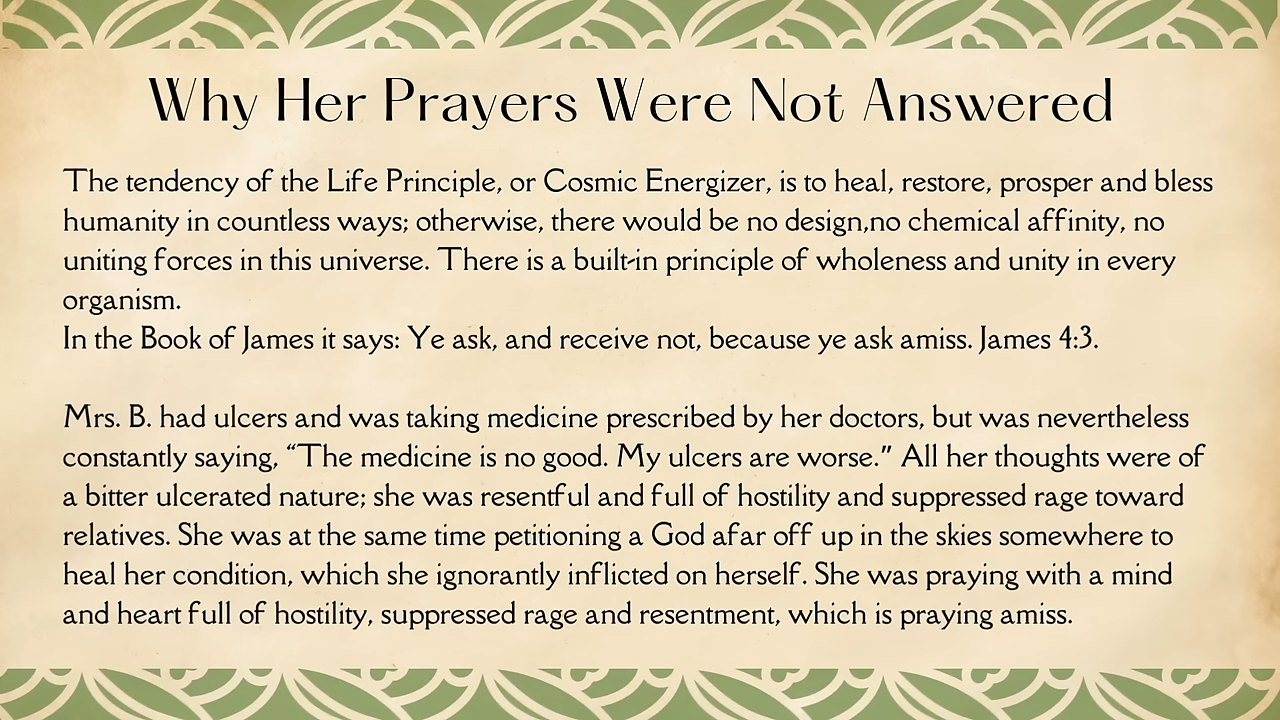 Why Her Prayers Were Not Answered
The tendency of the Life Principle, or Cosmic Energizer, is to heal, restore, prosper and bless
humanity in countless ways; otherwise, there would be no design,no chemical affinity, no
uniting forces in this universe. There is a built-in principle of wholeness and unity in every
organism.
In the Book of James it says: Ye ask, and receive not, because ye ask amiss. James 4:3.
Mrs. B. had ulcers and was taking medicine prescribed by her doctors, but was nevertheless
constantly saying, “The medicine is no good. My ulcers are worse." All her thoughts were of
a bitter ulcerated nature; she was resentful and full of hostility and suppressed rage toward
relatives. She was at the same time petitioning a God afar off up in the skies somewhere to
heal her condition, which she ignorantly inflicted on herself. She was praying with a mind
and heart full of hostility, suppressed rage and resentment, which is praying amiss.